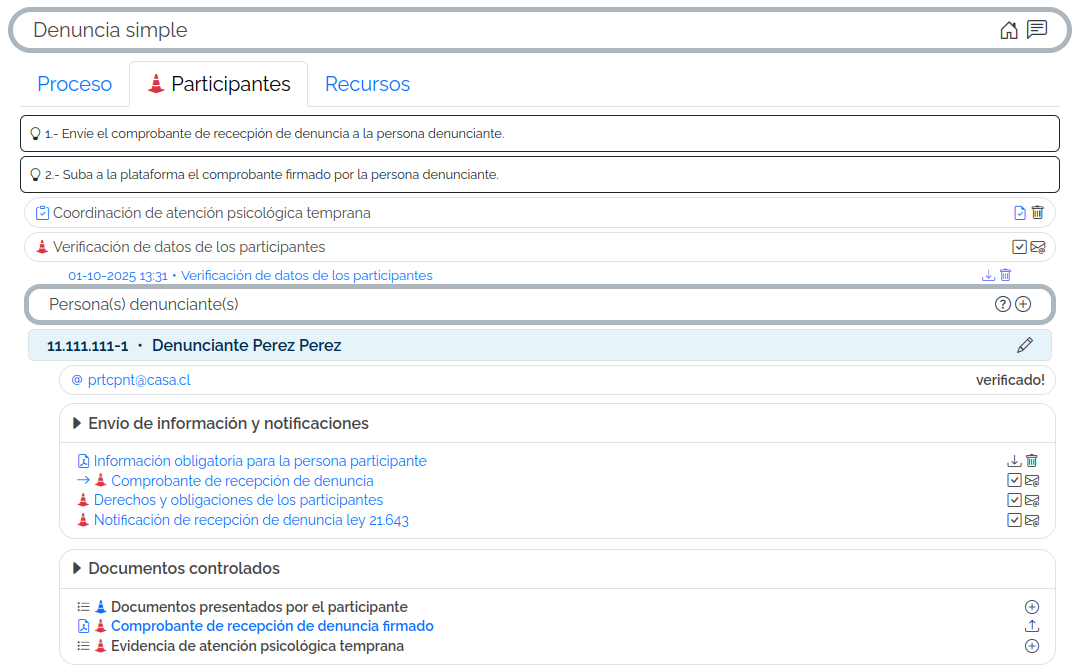 Denuncia simple
Proceso
Participantes
Recursos
1.- Envíe el comprobante de rececpión de denuncia a la persona denunciante.
2.- Suba a la plataforma el comprobante firmado por la persona denunciante.
Coordinación de atención psicológica temprana
Verificación de datos de los participantes
01-10-2025 13:31 • Verificación de datos de los participantes
Persona(s) denunciante(s)
11.111.111-1 • Denunciante Perez Perez
@ prtcpnt@casa.cl verificado!
Envío de información y notificaciones
Información obligatoria para la persona participante
Comprobante de recepción de denuncia
Derechos y obligaciones de los participantes
Notificación de recepción de denuncia ley 21.643
Documentos controlados
Documentos presentados por el participante
Comprobante de recepción de denuncia firmado
Evidencia de atención psicológica temprana